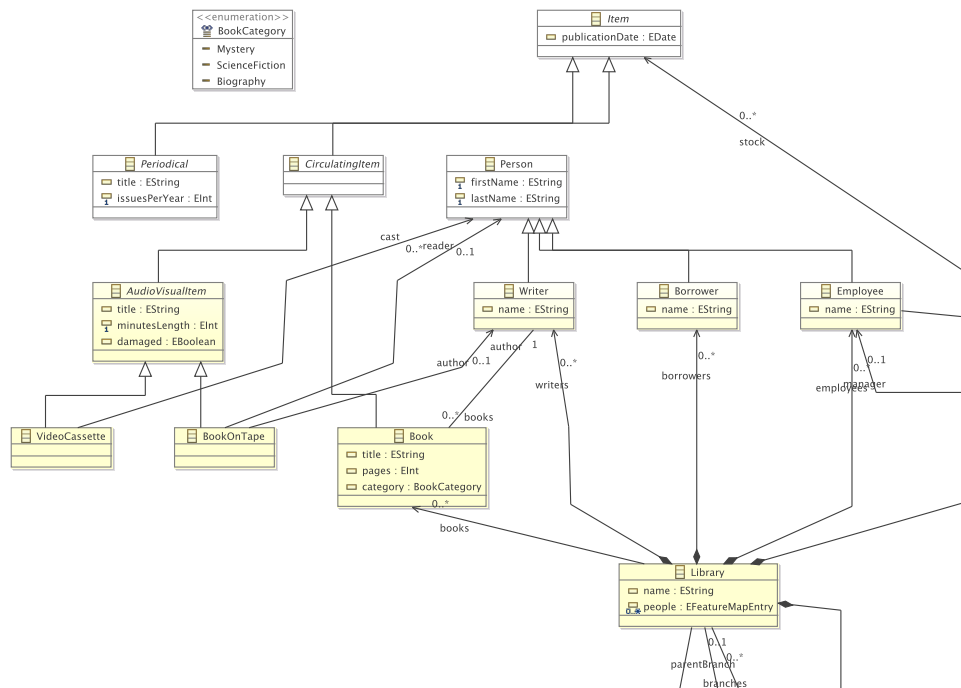 <<enumeration>>
BookCategory
Mystery
ScienceFiction
Biography
Item
publicationDate : EDate
0..*
stock
Periodical
title : EString
issuesPerYear : EInt
CirculatingItem
Person
firstName : EString
lastName : EString
cast
0..*
reader
0..1
AudioVisualItem
title : EString
minutesLength : EInt
damaged : EBoolean
Writer
name : EString
Borrower
name : EString
Employee
name : EString
author
0..1
author
1
0..*
writers
0..*
borrowers
0..*
employees
0..1
manager
0..*
books
VideoCassette
BookOnTape
Book
title : EString
pages : EInt
category : BookCategory
0..*
books
Library
name : EString
0..*
people : EFeatureMapEntry
0..1
parentBranch
0..*
branches